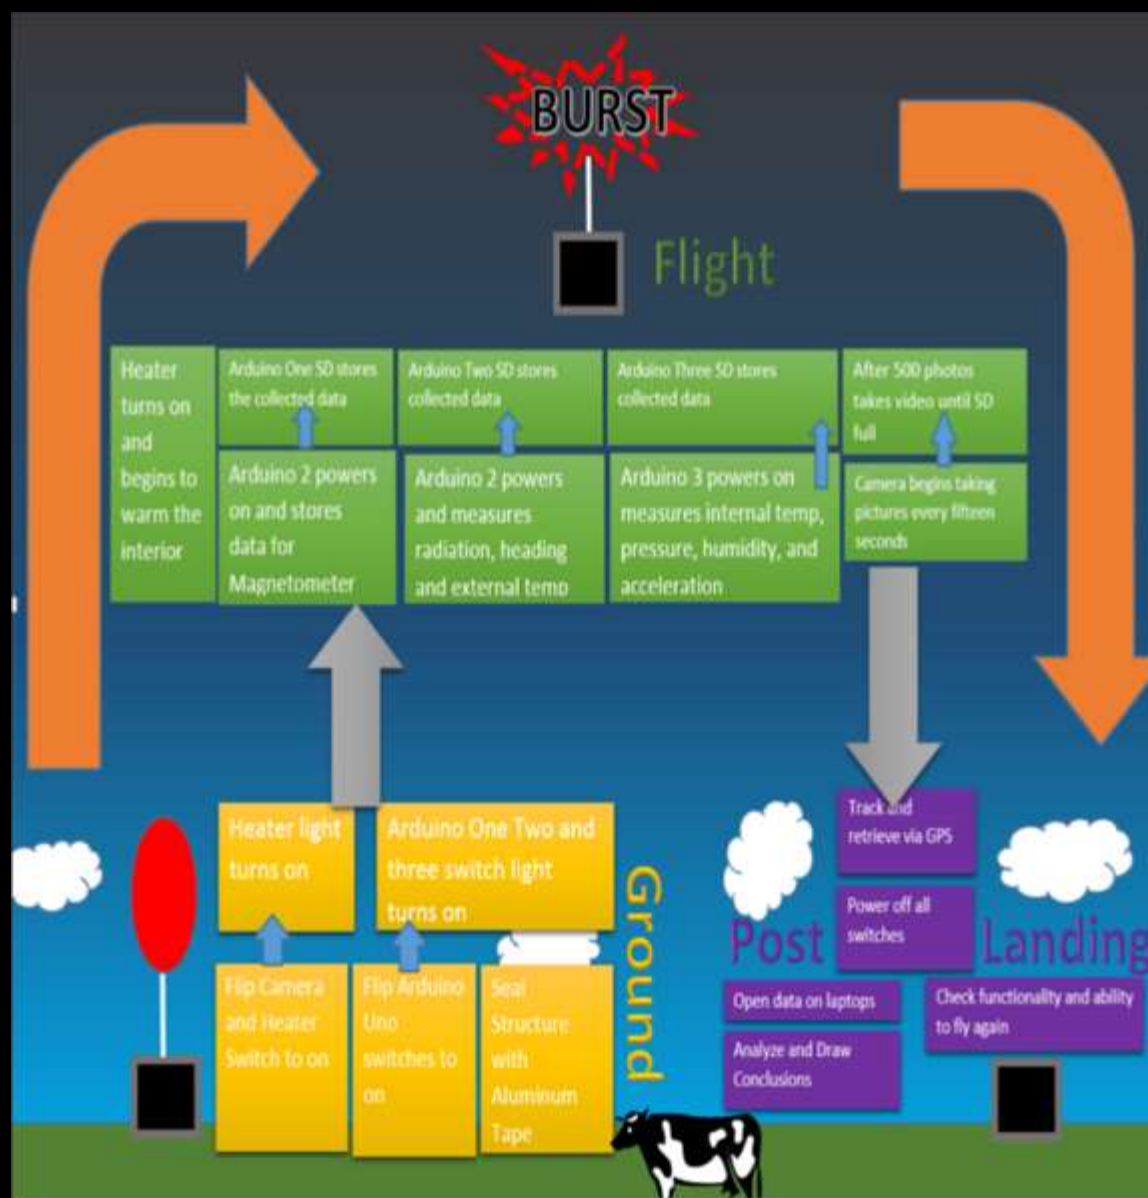 BURST
Flight
Heater
turns on
and
begins to
warm the
interior
Arduino One SD stores
the collected data
Arduino Two SD stores
collected data
Arduino Three SD stores
collected data
After 500 photos
takes video until SD
full
Arduino 2 powers
on and stores
data for
Magnetometer
Arduino 2 powers
and measures
radiation, heading
and external temp
Arduino 3 powers on
measures internal temp,
pressure, humidity, and
acceleration
Camera begins taking
pictures every fifteen
seconds
Heater light
turns on
Arduino One Two and
three switch light
turns on
Flip Camera
and Heater
Switch to on
Flip Arduino
Uno
switches to
on
Seal
Structure
with
Aluminum
Tape
Ground
Track and
retrieve via GPS
Power off all
switches
Post Landing
Open data on laptops
Analyze and Draw
Conclusions
Check functionality and ability
to fly again